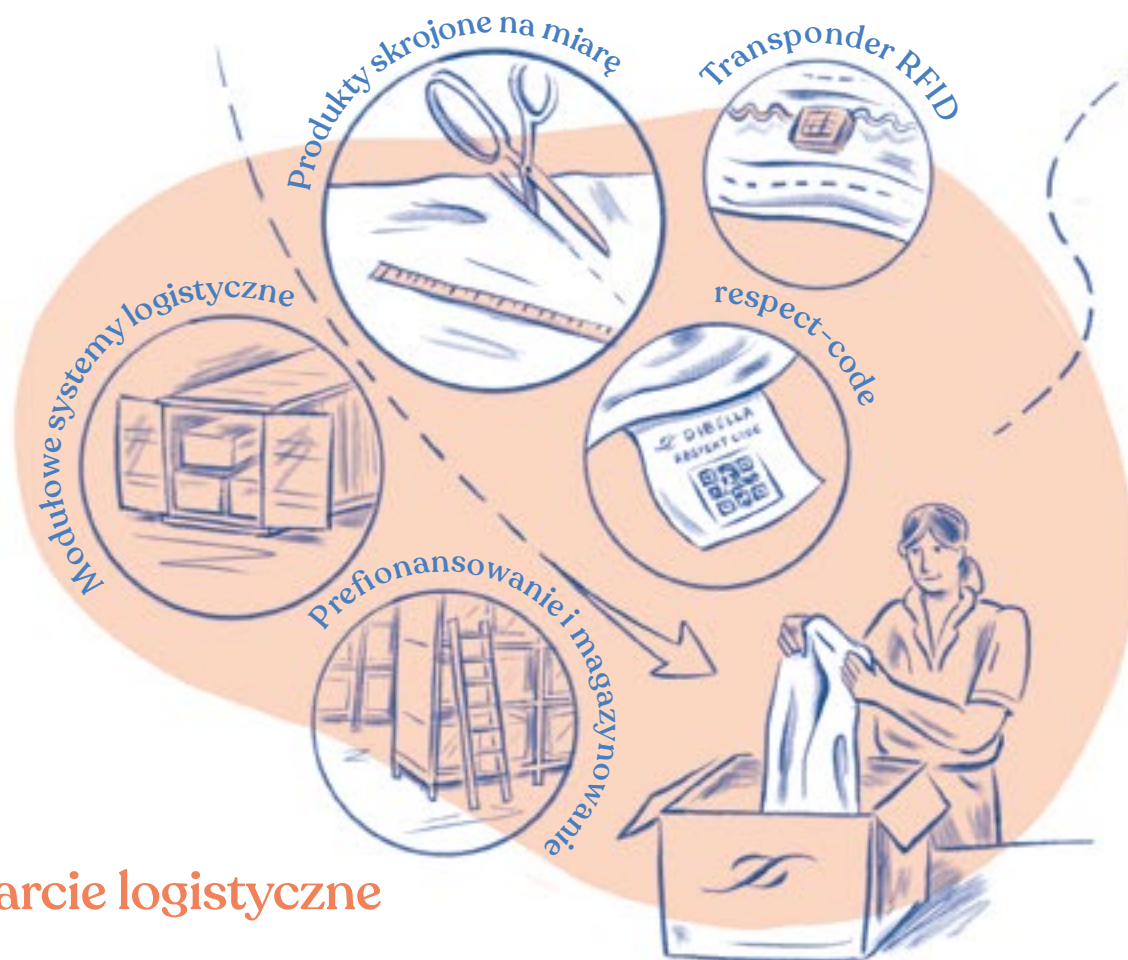 Produkty skrojone na miarę
Transponder RFID
Modułowe systemy logistyczne
respect-code
DIBELLA
Prefionansowanie i magazynowanie
arcie logistyczne